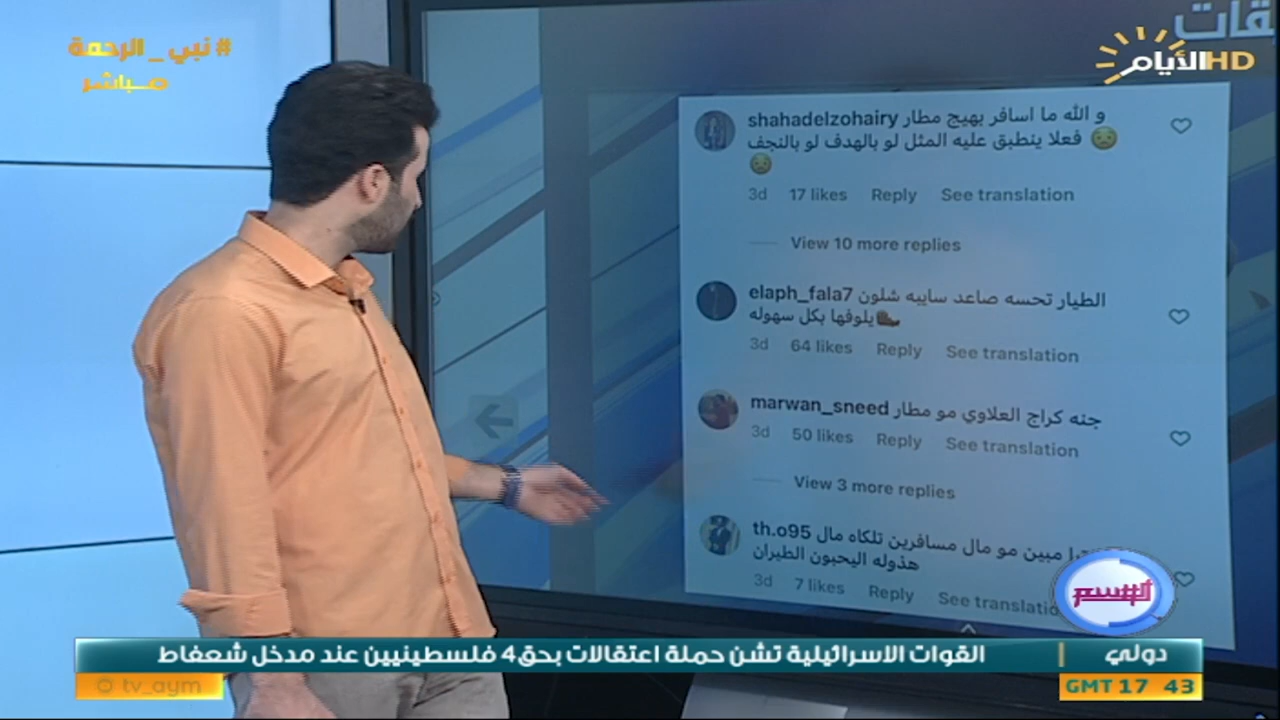 #نبي_الرحمة
مباشر
يقات
الأيام HD
shahadelzohairy و الله ما اسافر بهيج مطار
😥 فعلا ينطبق عليه المثل لو بالهدف لو بالنجف
😥
3d 17 likes Reply See translation
View 10 more replies
elaph_fala7 الطيار تحسه صاعد سايبه شلون
يلوفها بكل سهوله
3d 64 likes Reply See translation
marwan_sneed جنه كراج العلاوي مو مطار
3d 50 likes Reply See translation
View 3 more replies
th.o95 مبين مو مال مسافرين تلكاه مال
هذوله اليحبون الطيران
3d 7 likes Reply See translatio
دولي
القوات الاسرائيلية تشن حملة اعتقالات بحق4 فلسطينيين عند مدخل شعفاط
tv_aym
GMT 17 43